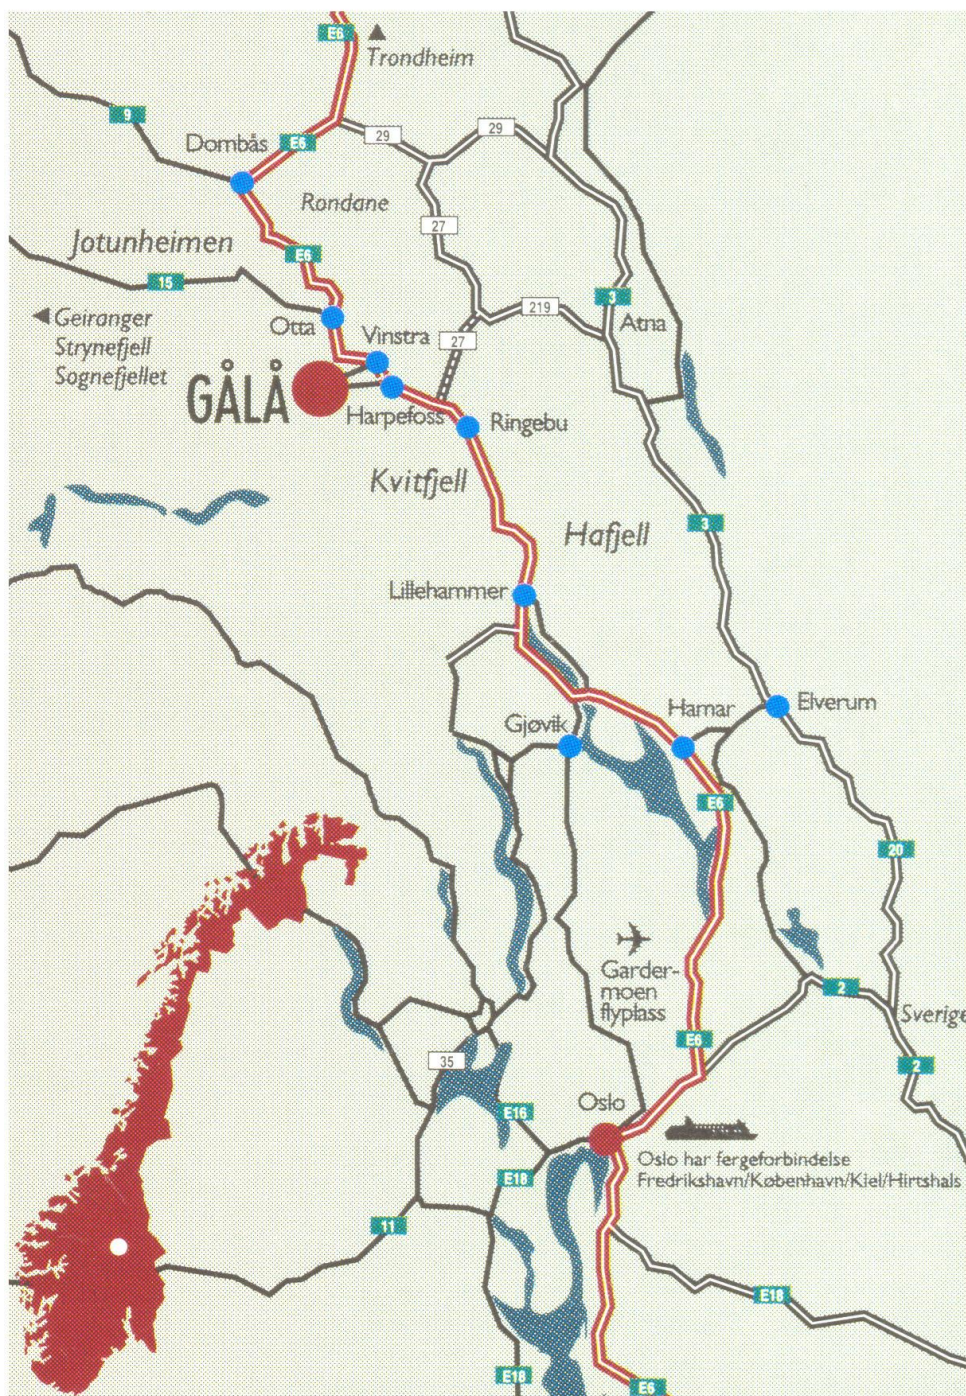 E6
Trondheim
9
29
29
Dombås
E6
Rondane
27
Jotunheimen
E6
15
3
219
Geiranger
Strynefjell
Sognefjellet
Otta
Vinstra
27
Atna
GÅLÅ
Harpefoss
Ringebu
Kvitfjell
3
Hafjell
Lillehammer
Hamar
Elverum
Gjøvik
E6
20
Garder-
moen
flyplass
2
Sverige
E6
35
2
E16
Oslo
Oslo har fergeforbindelse
Fredrikshavn/København/Kiel/Hirtshals
E18
11
E18
E18
E6